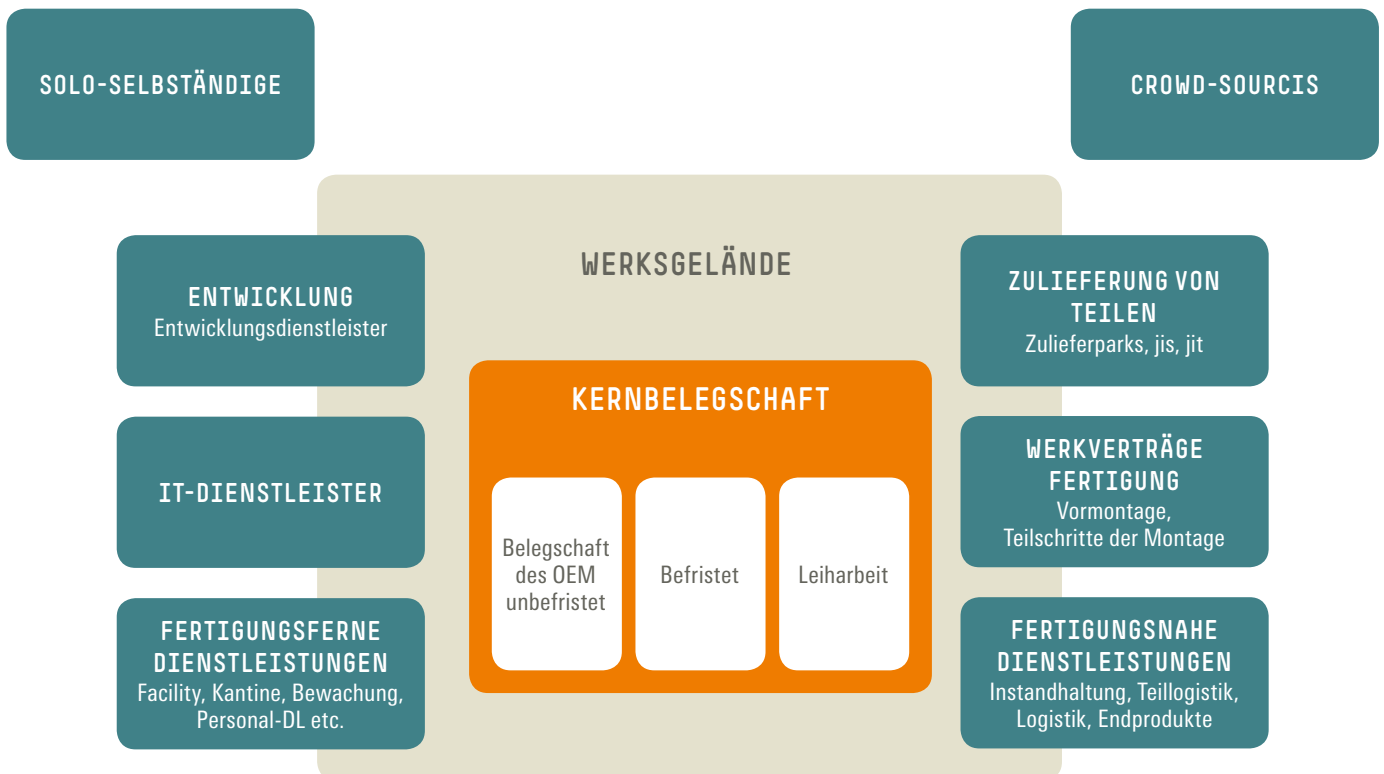 SOLO-SELBSTÄNDIGE
CROWD-SOURCIS
WERKSGELÄNDE
ENTWICKLUNG
Entwicklungsdienstleister
IT-DIENSTLEISTER
FERTIGUNGSFERNE
DIENSTLEISTUNGEN
Facility, Kantine, Bewachung,
Personal-DL etc.
KERNBELEGSCHAFT
Belegschaft
des OEM
unbefristet
Befristet
Leiharbeit
ZULIEFERUNG VON
TEILEN
Zulieferparks, jis, jit
WERKVERTRÄGE
FERTIGUNG
Vormontage,
Teilschritte der Montage
FERTIGUNGSNAHE
DIENSTLEISTUNGEN
Instandhaltung, Teillogistik,
Logistik, Endprodukte